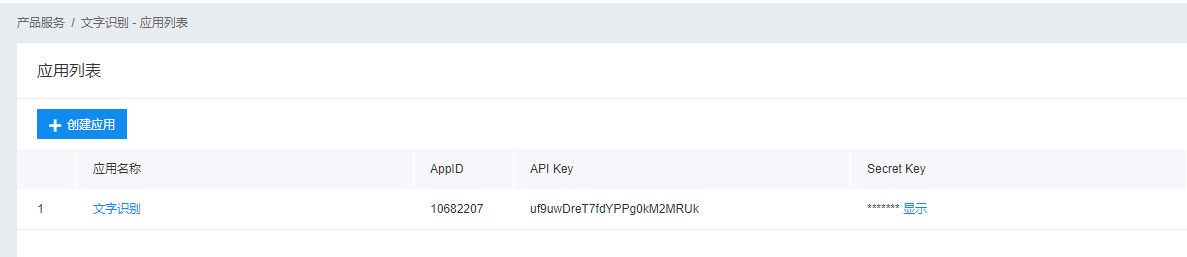 产品服务 / 文字识别 - 应用列表
应用列表
创建应用
应用名称 AppID API Key Secret Key
1 文字识别 10682207 uf9uwDreT7fdYPPg0kM2MRUk ******* 显示